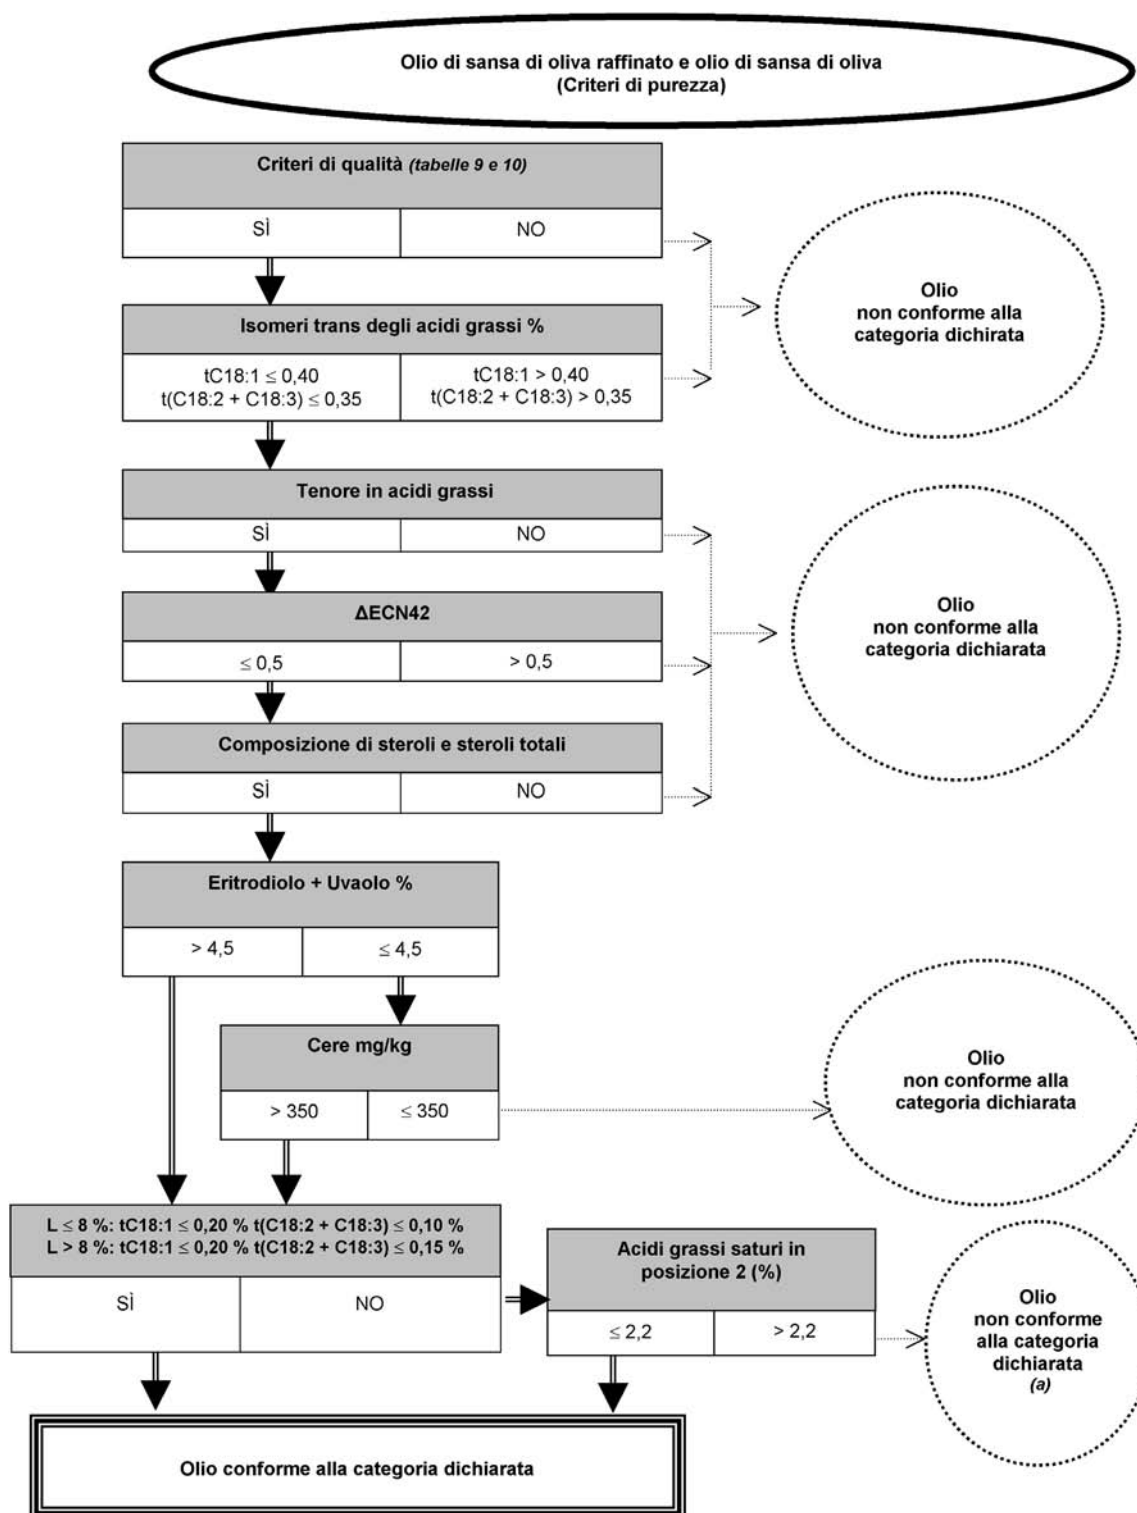 Olio di sansa di oliva raffinato e olio di sansa di oliva
(Criteri di purezza)
Criteri di qualità (tabelle 9 e 10)
SÌ
NO
Olio
non conforme alla
categoria dichirata
Isomeri trans degli acidi grassi %
tC18:1 ≤ 0,40
t(C18:2 + C18:3) ≤ 0,35
tC18:1 > 0,40
t(C18:2 + C18:3) > 0,35
Tenore in acidi grassi
SÌ
NO
ΔECN42
≤ 0,5
> 0,5
Olio
non conforme alla
categoria dichiarata
Composizione di steroli e steroli totali
SÌ
NO
Eritrodiolo + Uvaolo %
> 4,5
≤ 4,5
Cere mg/kg
> 350
≤ 350
Olio
non conforme alla
categoria dichiarata
L ≤ 8 %: tC18:1 ≤ 0,20 % t(C18:2 + C18:3) ≤ 0,10 %
L > 8 %: tC18:1 ≤ 0,20 % t(C18:2 + C18:3) ≤ 0,15 %
SÌ
NO
Acidi grassi saturi in
posizione 2 (%)
≤ 2,2
> 2,2
Olio
non conforme
alla categoria
dichiarata
(a)
Olio conforme alla categoria dichiarata